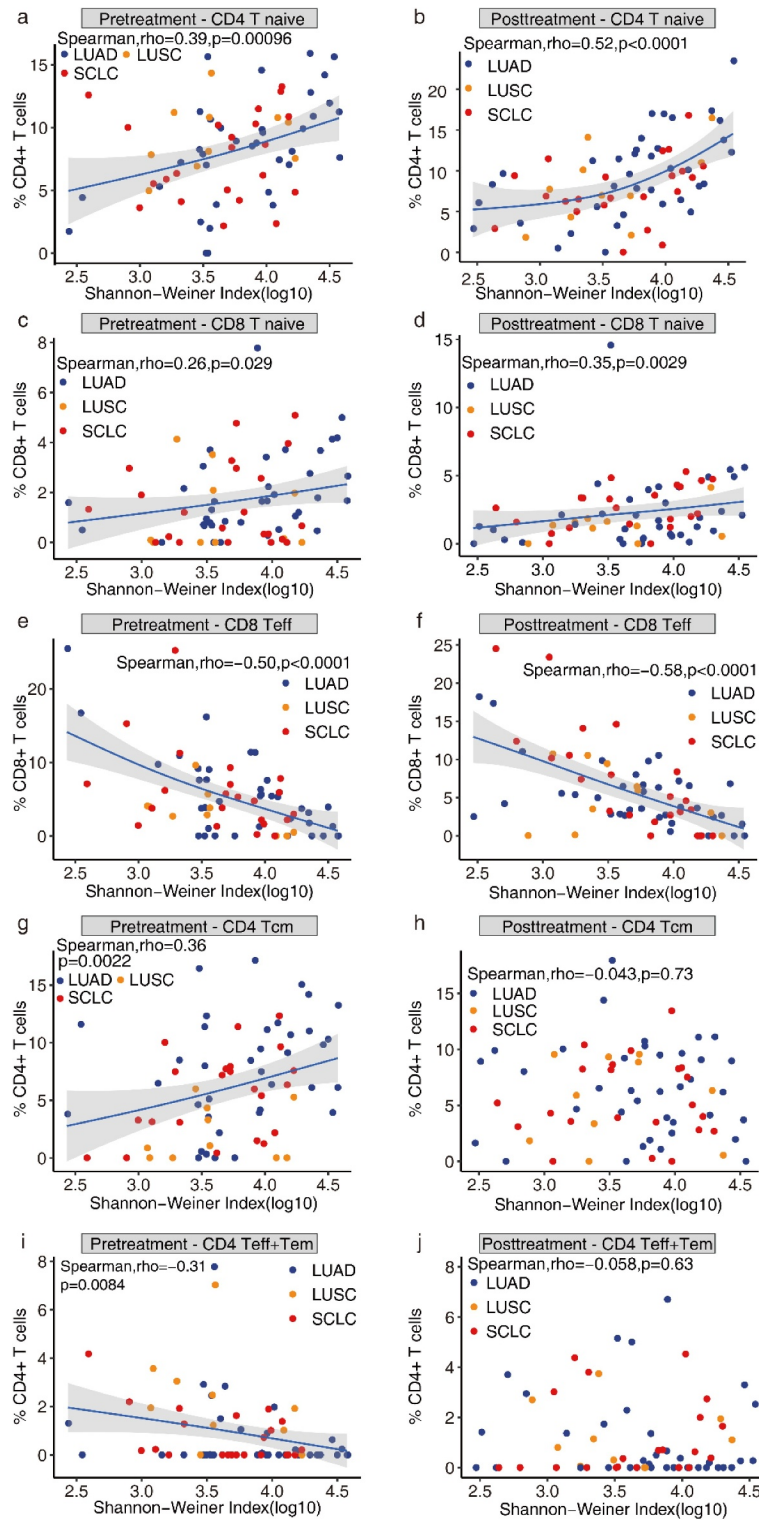 a
Pretreatment - CD4 T naive
Spearman,rho=0.39,p=0.00096
LUAD LUSC
SCLC
% CD4+ T cells
15
10
5
0
2.5 3.0 3.5 4.0 4.5
Shannon-Weiner Index(log10)
b
Posttreatment - CD4 T naive
Spearman,rho=0.52,p<0.0001
LUAD
LUSC
SCLC
% CD4+ T cells
20
15
10
5
0
2.5 3.0 3.5 4.0 4.5
Shannon-Weiner Index(log10)
c
Pretreatment - CD8 T naive
Spearman,rho=0.26,p=0.029
LUAD
LUSC
SCLC
% CD8+ T cells
8
6
4
2
0
2.5 3.0 3.5 4.0 4.5
Shannon-Weiner Index(log10)
d
Posttreatment - CD8 T naive
Spearman,rho=0.35,p=0.0029
LUAD
LUSC
SCLC
% CD8+ T cells
15
10
5
0
2.5 3.0 3.5 4.0 4.5
Shannon-Weiner Index(log10)
e
Pretreatment - CD8 Teff
Spearman,rho=-0.50,p<0.0001
LUAD
LUSC
SCLC
% CD8+ T cells
20
10
0
2.5 3.0 3.5 4.0 4.5
Shannon-Weiner Index(log10)
f
Posttreatment - CD8 Teff
Spearman,rho=-0.58,p<0.0001
LUAD
LUSC
SCLC
% CD8+ T cells
25
20
15
10
5
0
2.5 3.0 3.5 4.0 4.5
Shannon-Weiner Index(log10)
g
Pretreatment - CD4 Tcm
Spearman,rho=0.36
p=0.0022
LUAD LUSC
SCLC
% CD4+ T cells
15
10
5
0
2.5 3.0 3.5 4.0 4.5
Shannon-Weiner Index(log10)
h
Posttreatment - CD4 Tcm
Spearman,rho=-0.043,p=0.73
LUAD
LUSC
SCLC
% CD4+ T cells
20
15
10
5
0
2.5 3.0 3.5 4.0 4.5
Shannon-Weiner Index(log10)
i
Pretreatment - CD4 Teff+Tem
Spearman,rho=-0.31
p=0.0084
LUAD
LUSC
SCLC
% CD4+ T cells
8
6
4
2
0
2.5 3.0 3.5 4.0 4.5
Shannon-Weiner Index(log10)
j
Posttreatment - CD4 Teff+Tem
Spearman,rho=-0.058,p=0.63
LUAD
LUSC
SCLC
% CD4+ T cells
8
6
4
2
0
2.5 3.0 3.5 4.0 4.5
Shannon-Weiner Index(log10)